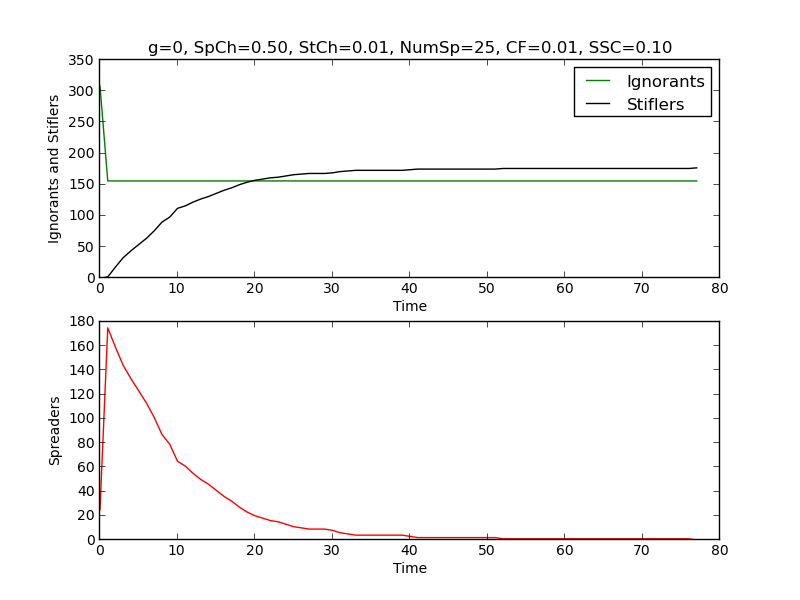 g=0, SpCh=0.50, StCh=0.01, NumSp=25, CF=0.01, SSC=0.10
350
300
250
200
150
100
50
0
Ignorants and Stiflers
Ignorants
Stiflers
0 10 20 30 40 50 60 70 80
Time
180
160
140
120
100
80
60
40
20
0
Spreaders
0 10 20 30 40 50 60 70 80
Time